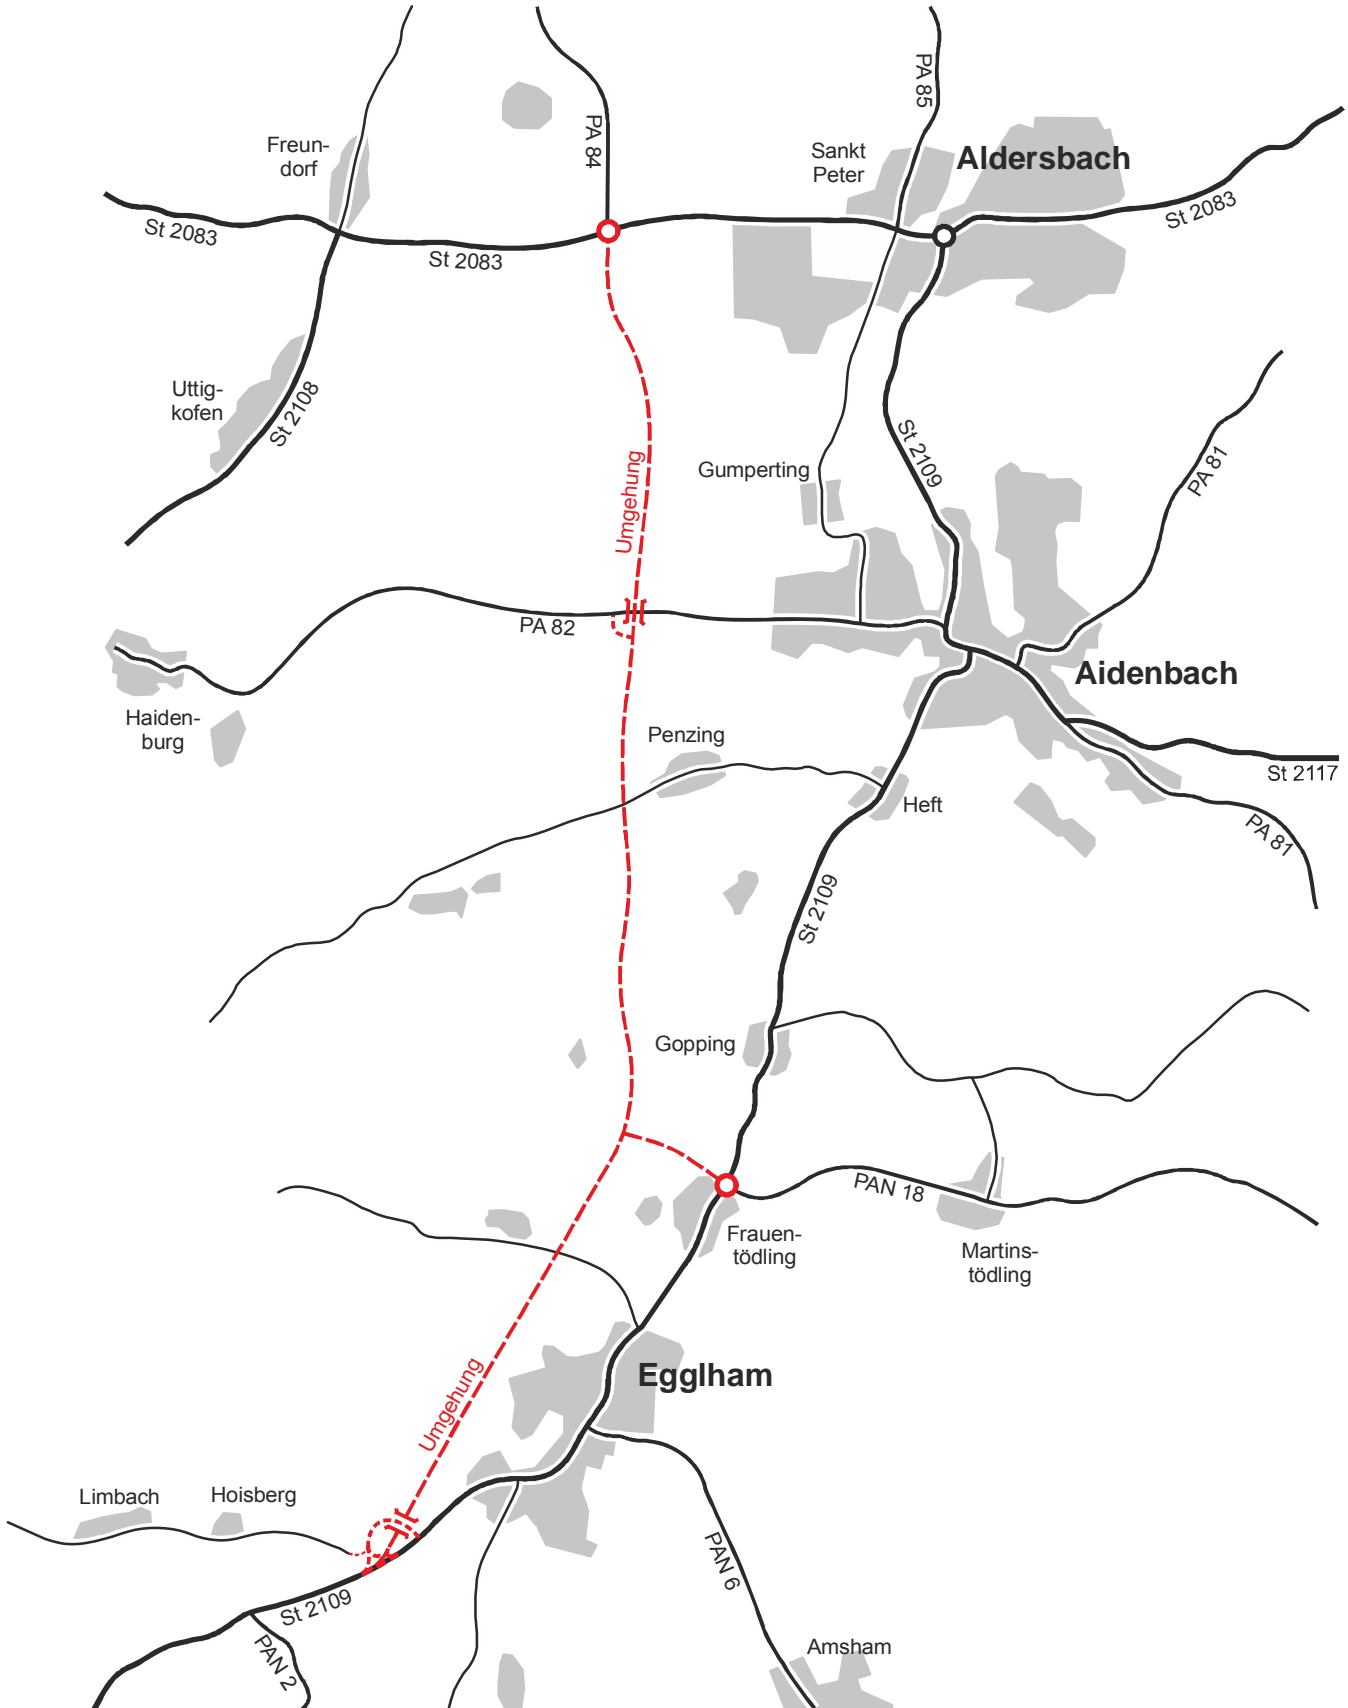 PA 85
PA 84
Freun-
dorf
Sankt
Peter
Aldersbach
St 2083
St 2083
St 2083
Uttig-
kofen
St 2108
St 2109
Gumperting
PA 81
Umgehung
PA 82
Aidenbach
Haiden-
burg
Penzing
St 2117
Heft
PA 81
St 2109
Gopping
PAN 18
Frauen-
tödling
Martins-
tödling
Egglham
Umgehung
Limbach
Hoisberg
PAN 6
St 2109
PAN 2
Amsham